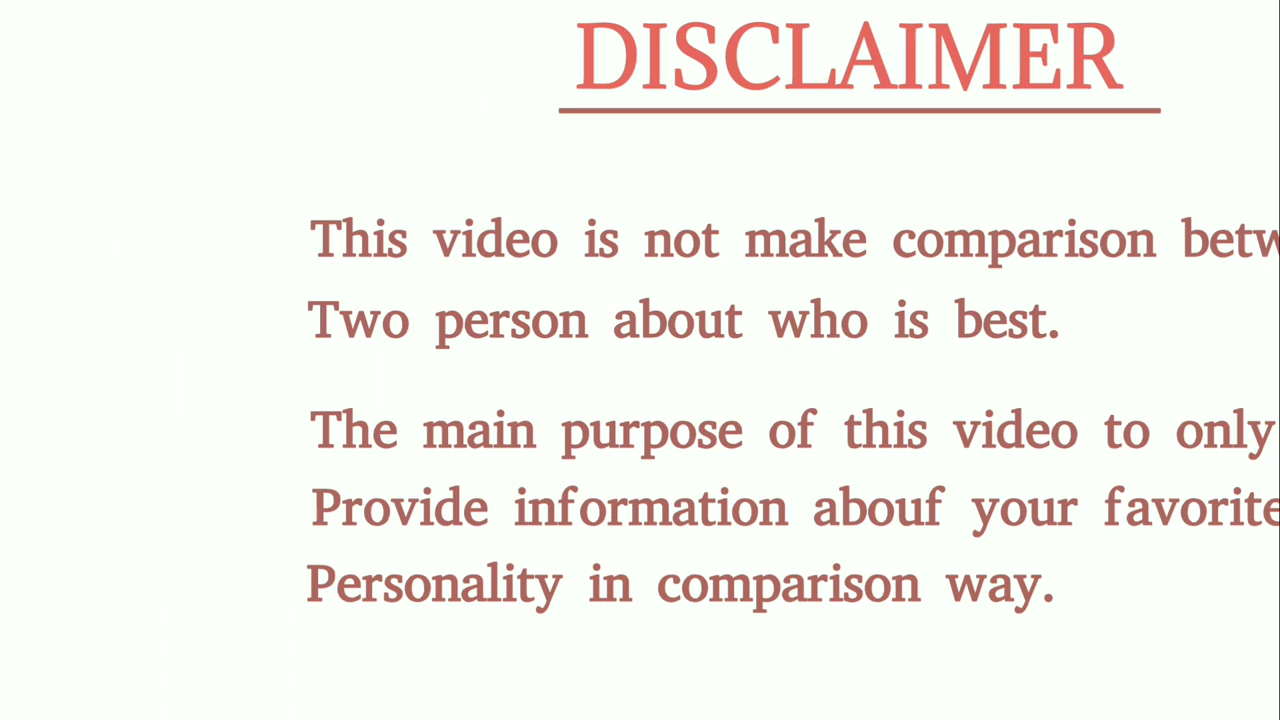 DISCLAIMER
This video is not make comparison
Two person about who is best.
The main purpose of this video to only
Provide information abouf your favorite
Personality in comparison way.